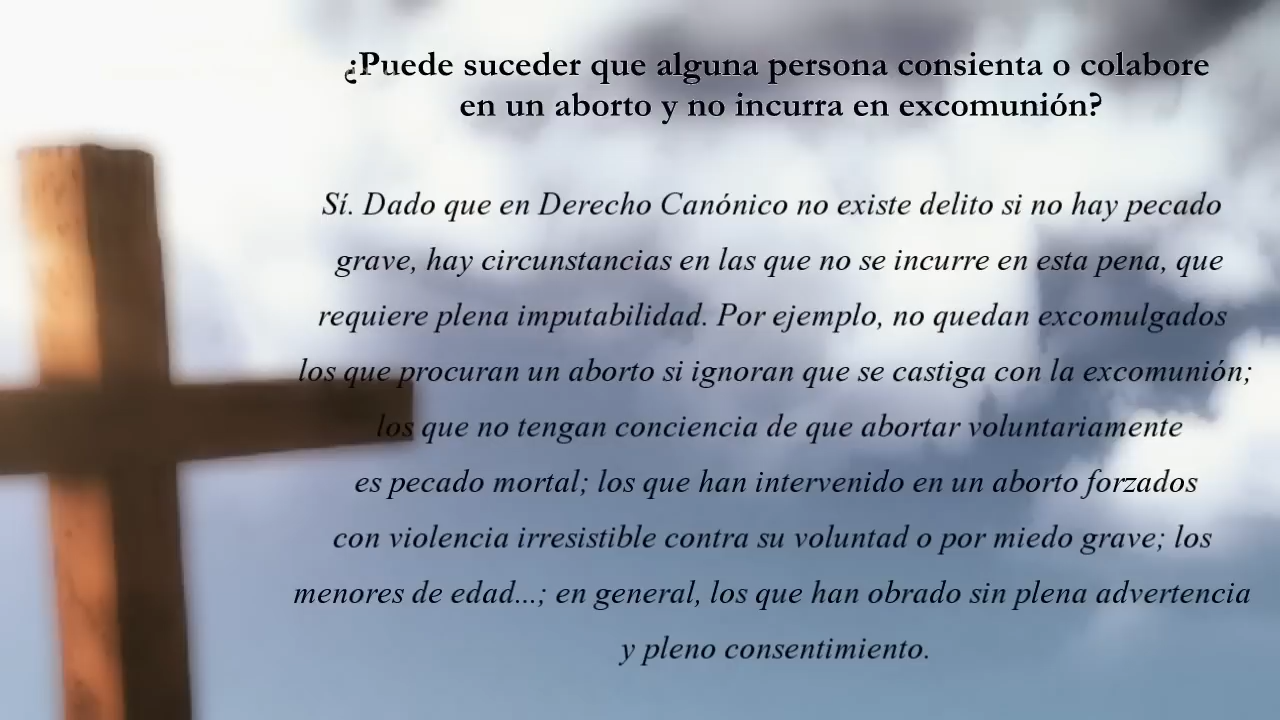 ¿Puede suceder que alguna persona consienta o colabore
en un aborto y no incurra en excomunión?
Sí. Dado que en Derecho Canónico no existe delito si no hay pecado
grave, hay circunstancias en las que no se incurre en esta pena, que
requiere plena imputabilidad. Por ejemplo, no quedan excomulgados
los que procuran un aborto si ignoran que se castiga con la excomunión;
los que no tengan conciencia de que abortar voluntariamente
es pecado mortal; los que han intervenido en un aborto forzados
con violencia irresistible contra su voluntad o por miedo grave; los
menores de edad...; en general, los que han obrado sin plena advertencia
y pleno consentimiento.